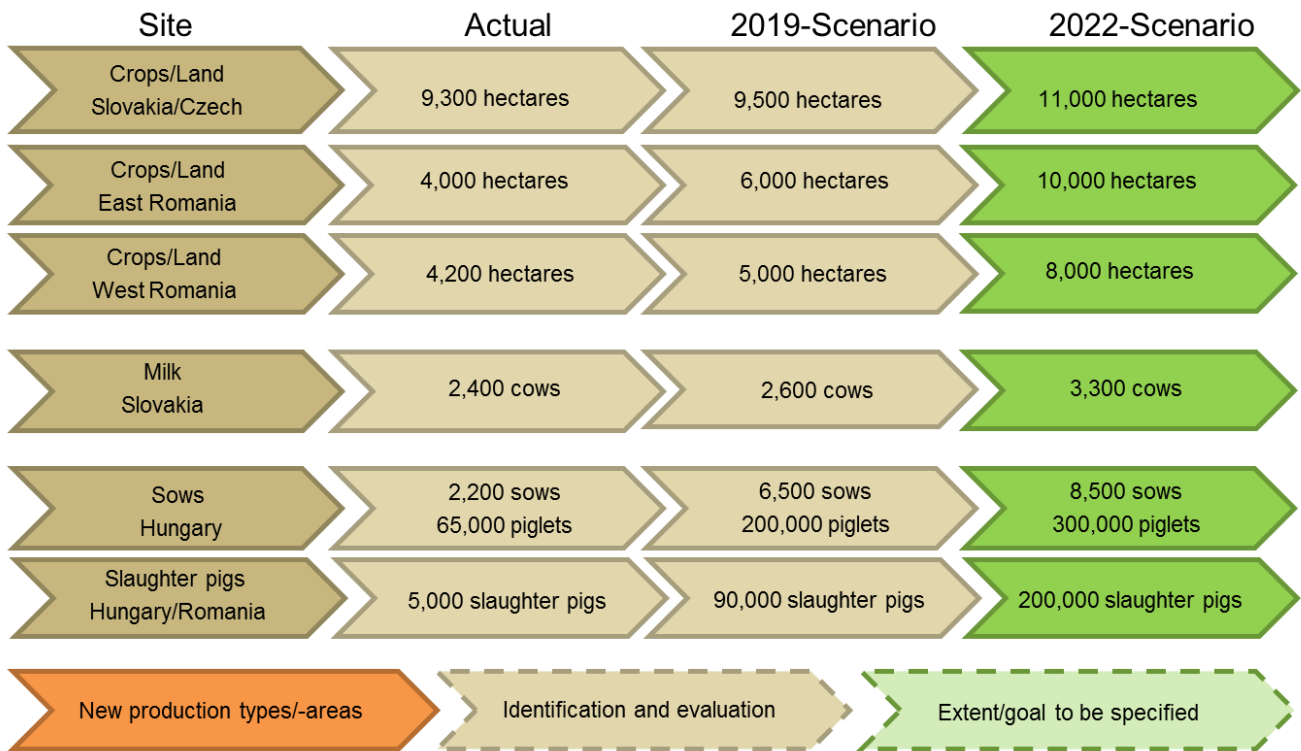 Site Actual 2019-Scenario 2022-Scenario
Crops/Land
Slovakia/Czech
9,300 hectares
9,500 hectares
11,000 hectares
Crops/Land
East Romania
4,000 hectares
6,000 hectares
10,000 hectares
Crops/Land
West Romania
4,200 hectares
5,000 hectares
8,000 hectares
Milk
Slovakia
2,400 cows
2,600 cows
3,300 cows
Sows
Hungary
2,200 sows
65,000 piglets
6,500 sows
200,000 piglets
8,500 sows
300,000 piglets
Slaughter pigs
Hungary/Romania
5,000 slaughter pigs
90,000 slaughter pigs
200,000 slaughter pigs
New production types/-areas
Identification and evaluation
Extent/goal to be specified